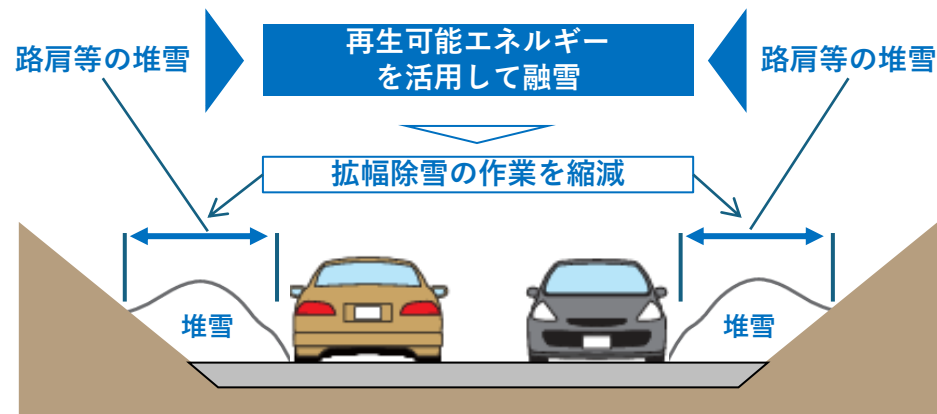 路肩等の堆雪
再生可能エネルギー
を活用して融雪
路肩等の堆雪
拡幅除雪の作業を縮減
堆雪
堆雪